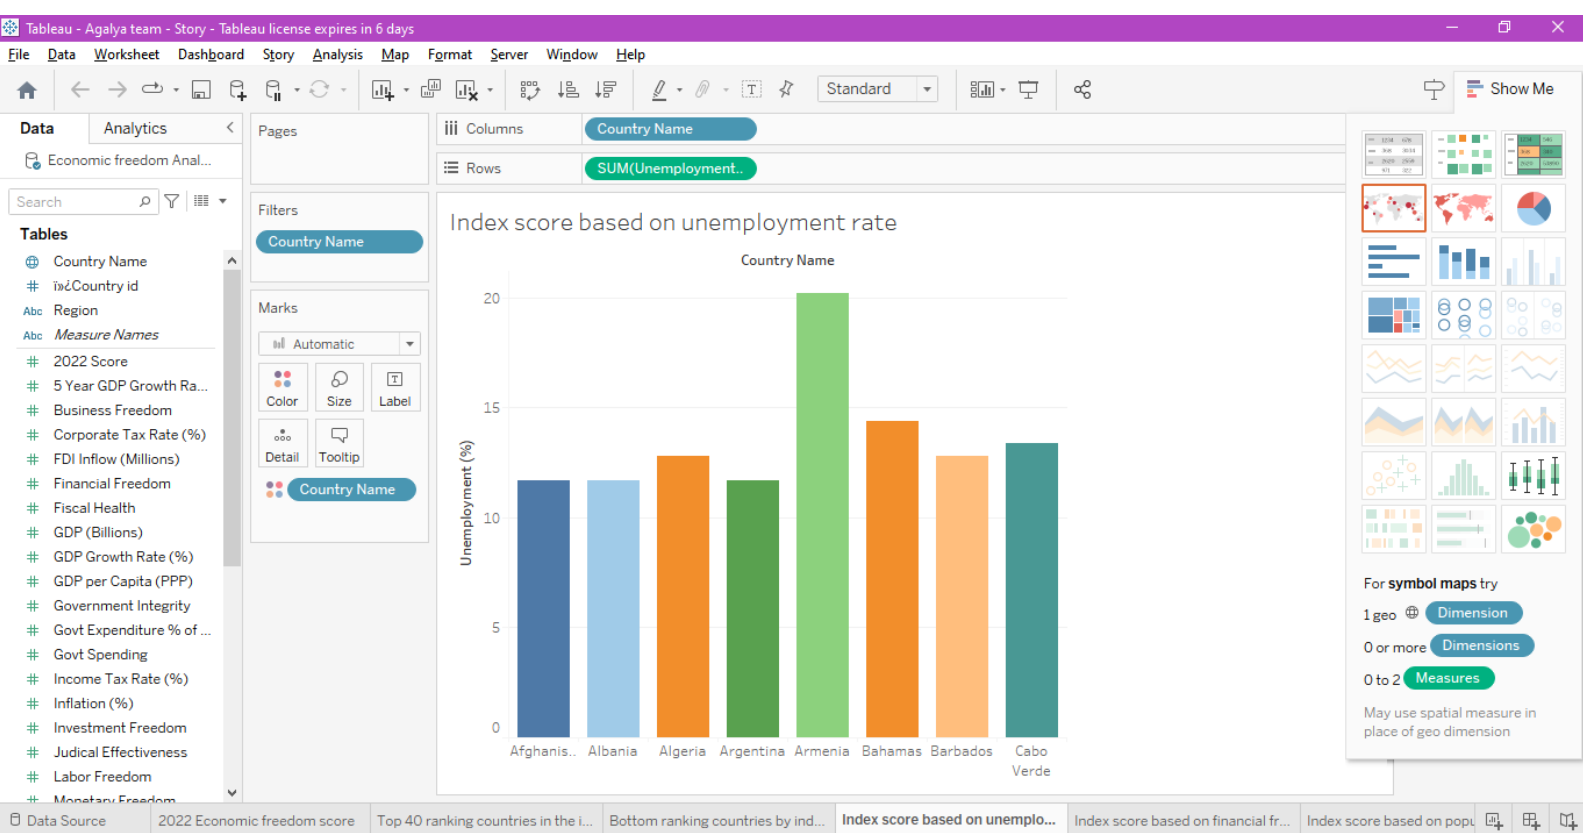 Tableau - Agalya team - Story - Tableau license expires in 6 days
File Data Worksheet Dashboard Story Analysis Map Format Server Window Help
Standard
Show Me
Data Analytics
Economic freedom Anal...
Search
Tables
Country Name
ï»¿Country id
Abc Region
Abc Measure Names
2022 Score
5 Year GDP Growth Ra...
Business Freedom
Corporate Tax Rate (%)
FDI Inflow (Millions)
Financial Freedom
Fiscal Health
GDP (Billions)
GDP Growth Rate (%)
GDP per Capita (PPP)
Government Integrity
Govt Expenditure % of ...
Govt Spending
Income Tax Rate (%)
Inflation (%)
Investment Freedom
Judical Effectiveness
Labor Freedom
Monetary Freedom
Pages
Filters
Country Name
Marks
Automatic
Color Size Label
Detail Tooltip
Country Name
Columns Country Name
Rows SUM(Unemployment..
Index score based on unemployment rate
Country Name
Unemployment (%)
20
15
10
5
0
Afghanis.. Albania Algeria Argentina Armenia Bahamas Barbados Cabo Verde
For symbol maps try
1 geo Dimension
0 or more Dimensions
0 to 2 Measures
May use spatial measure in
place of geo dimension
Data Source 2022 Economic freedom score Top 40 ranking countries in the i... Bottom ranking countries by ind... Index score based on unemplo... Index score based on financial fr... Index score based on popu